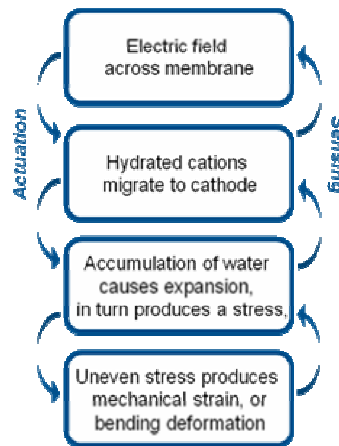 Electric field
across membrane
Actuation
Sensing
Hydrated cations
migrate to cathode
Accumulation of water
causes expansion,
in turn produces a stress,
Uneven stress produces
mechanical strain, or
bending deformation